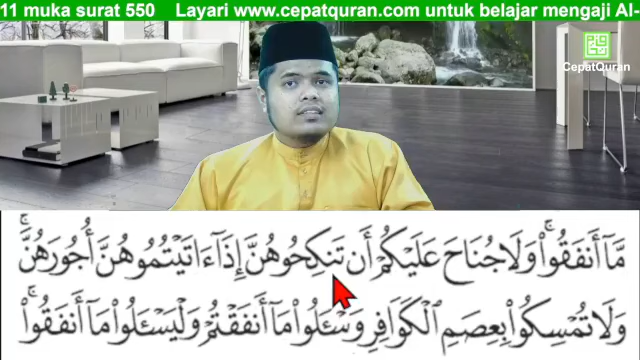 11 muka surat 550    Layari www.cepatquran.com untuk belajar mengaji Al-
CepatQuran
مَّآ أَنفَقُوا۟ۚ وَلَا جُنَاحَ عَلَيْكُمْ أَن تَنكِحُوهُنَّ إِذَآ ءَاتَيْتُمُوهُنَّ أُجُورَهُنَّۚ
وَلَا تُمْسِكُوا۟ بِعِصَمِ ٱلْكَوَافِرِ وَسْـَٔلُوا۟ مَآ أَنفَقْتُمْ وَلْيَسْـَٔلُوا۟ مَآ أَنفَقُوا۟ۚ